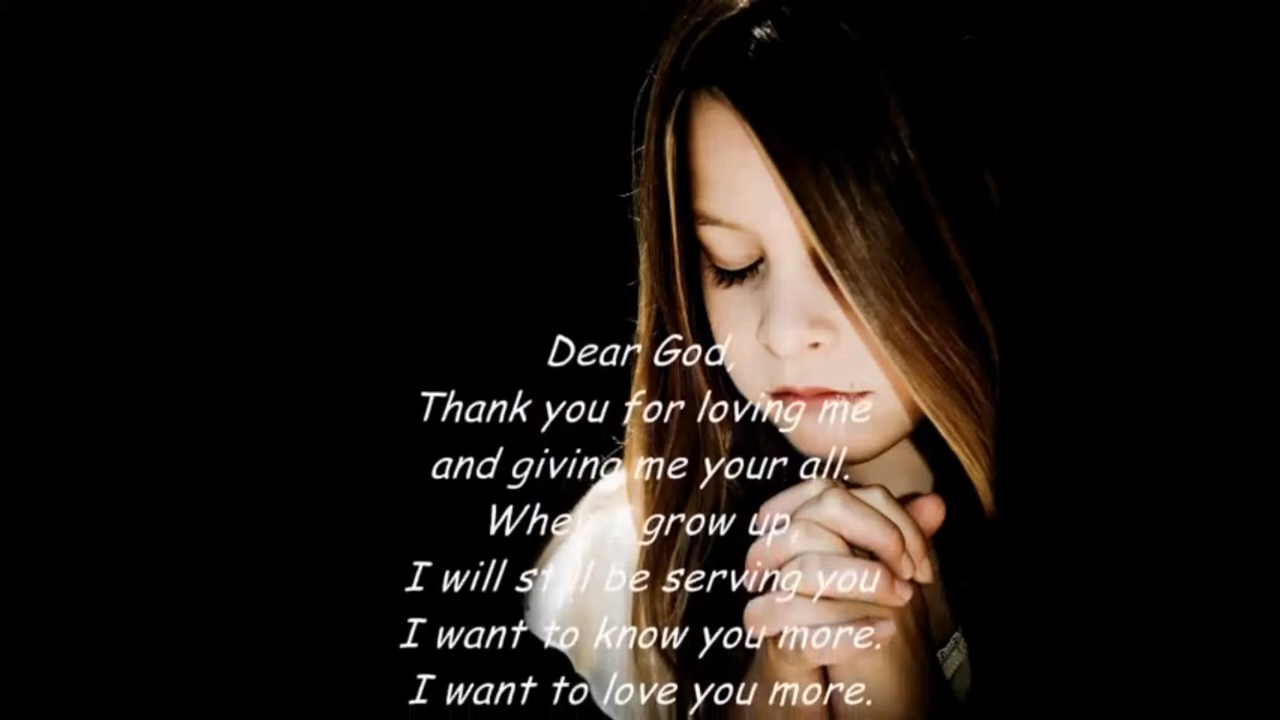 Dear God,
Thank you for loving me
and giving me your all.
When I grow up,
I will still be serving you
I want to know you more.
I want to love you more.